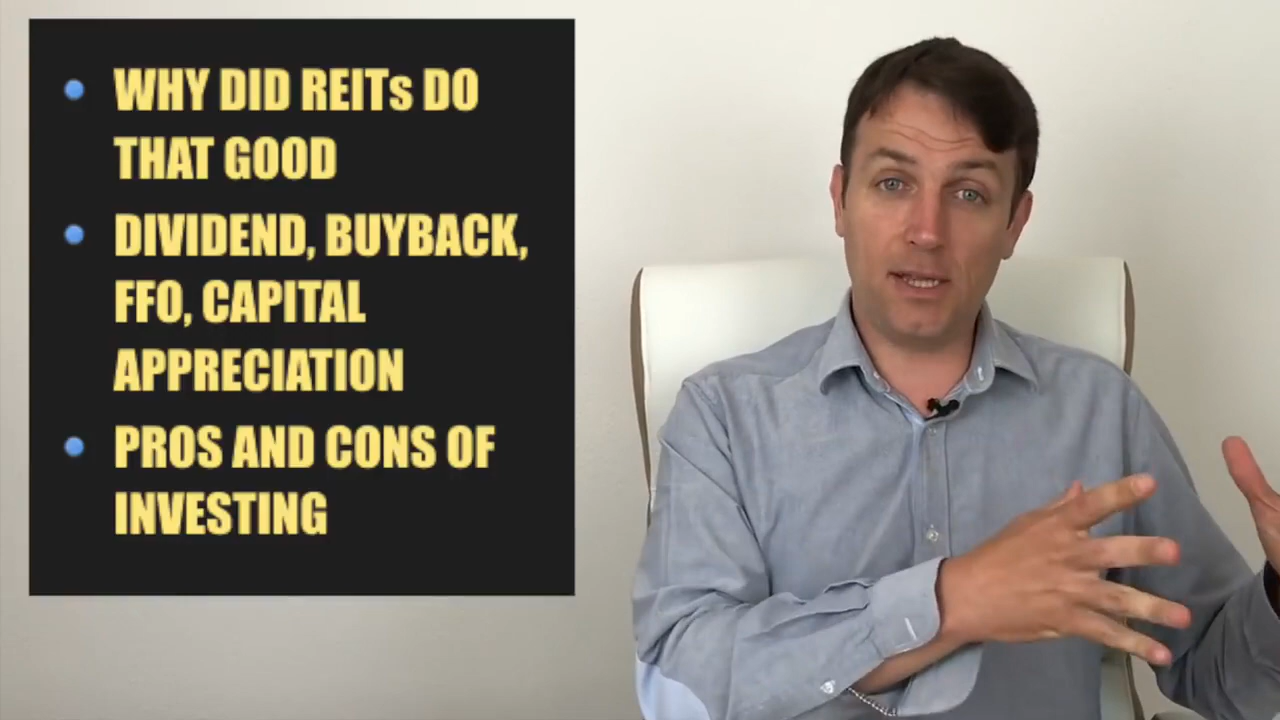 WHY DID REITs DO
THAT GOOD
DIVIDEND, BUYBACK,
FFO, CAPITAL
APPRECIATION
PROS AND CONS OF
INVESTING